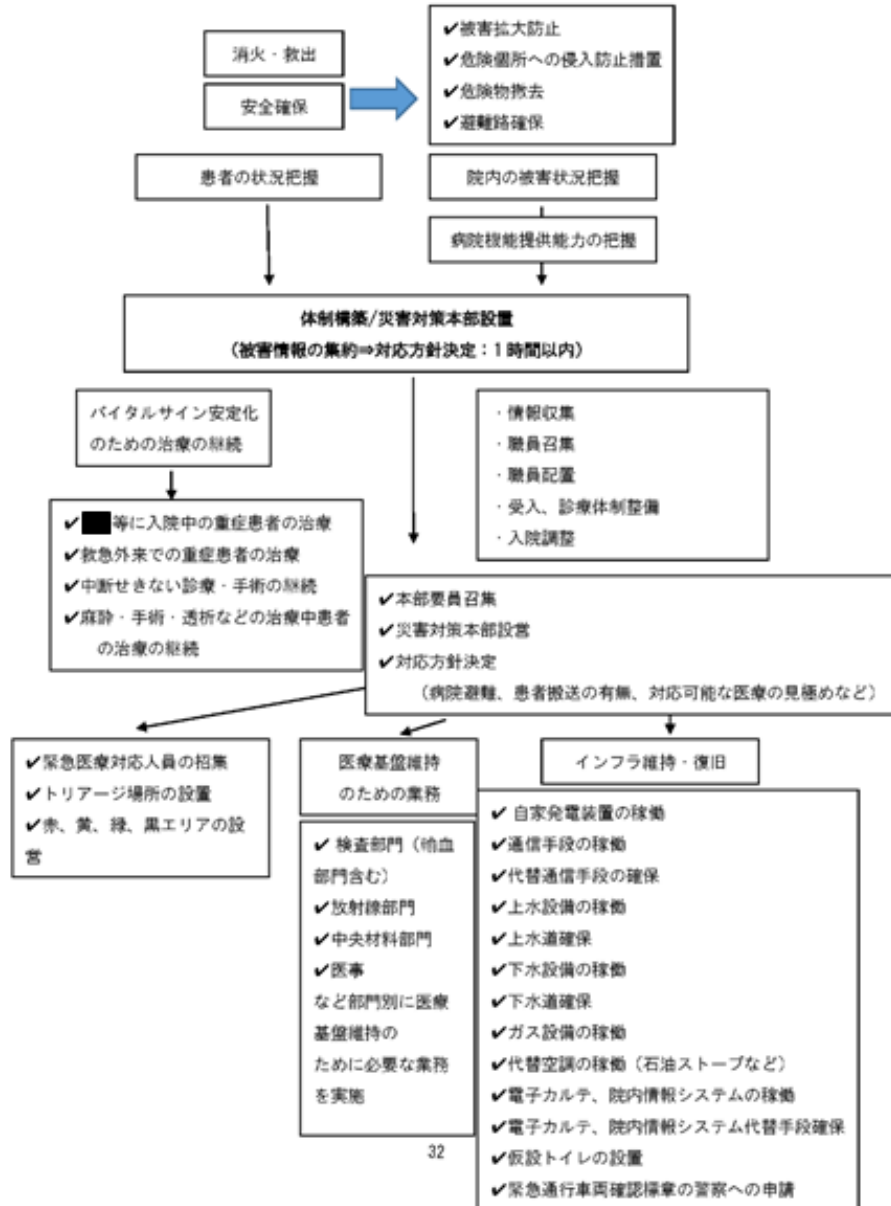 消火・救出
安全確保
✔被害拡大防止
✔危険個所への侵入防止措置
✔危険物撤去
✔避難路確保
患者の状況把握
院内の被害状況把握
病院機能提供能力の把握
体制構築/災害対策本部設置
（被害情報の集約⇒対応方針決定：１時間以内）
バイタルサイン安定化
のための治療の継続
・情報収集
・職員召集
・職員配置
・受入、診療体制整備
・入院調整
✔等に入院中の重症患者の治療
✔救急外来での重症患者の治療
✔中断せきない診療・手術の継続
✔麻酔・手術・透析などの治療中患者
の治療の継続
✔本部要員召集
✔災害対策本部設営
✔対応方針決定
（病院避難、患者搬送の有無、対応可能な医療の見極めなど）
✔緊急医療対応人員の招集
✔トリアージ場所の設置
✔赤、黄、緑、黒エリアの設
営
医療基盤維持
のための業務
✔ 検査部門（輸血
部門含む）
✔放射線部門
✔中央材料部門
✔医事
など部門別に医療
基盤維持の
ために必要な業務
を実施
インフラ維持・復旧
✔ 自家発電装置の稼働
✔通信手段の稼働
✔代替通信手段の確保
✔上水設備の稼働
✔上水道確保
✔下水設備の稼働
✔下水道確保
✔ガス設備の稼働
✔代替空調の稼働（石油ストーブなど）
✔電子カルテ、院内情報システムの稼働
✔電子カルテ、院内情報システム代替手段確保
✔仮設トイレの設置
✔緊急通行車両確認標章の警察への申請
32